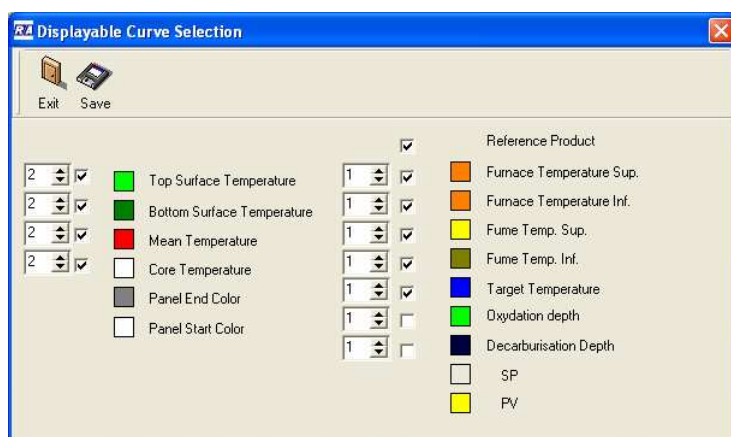 RTA Displayable Curve Selection
Exit Save
Reference Product
2 Top Surface Temperature
2 Bottom Surface Temperature
2 Mean Temperature
2 Core Temperature
Panel End Color
Panel Start Color
1 Furnace Temperature Sup.
1 Furnace Temperature Inf.
1 Fume Temp. Sup.
1 Fume Temp. Inf.
1 Target Temperature
1 Oxydation depth
1 Decarburisation Depth
SP
PV